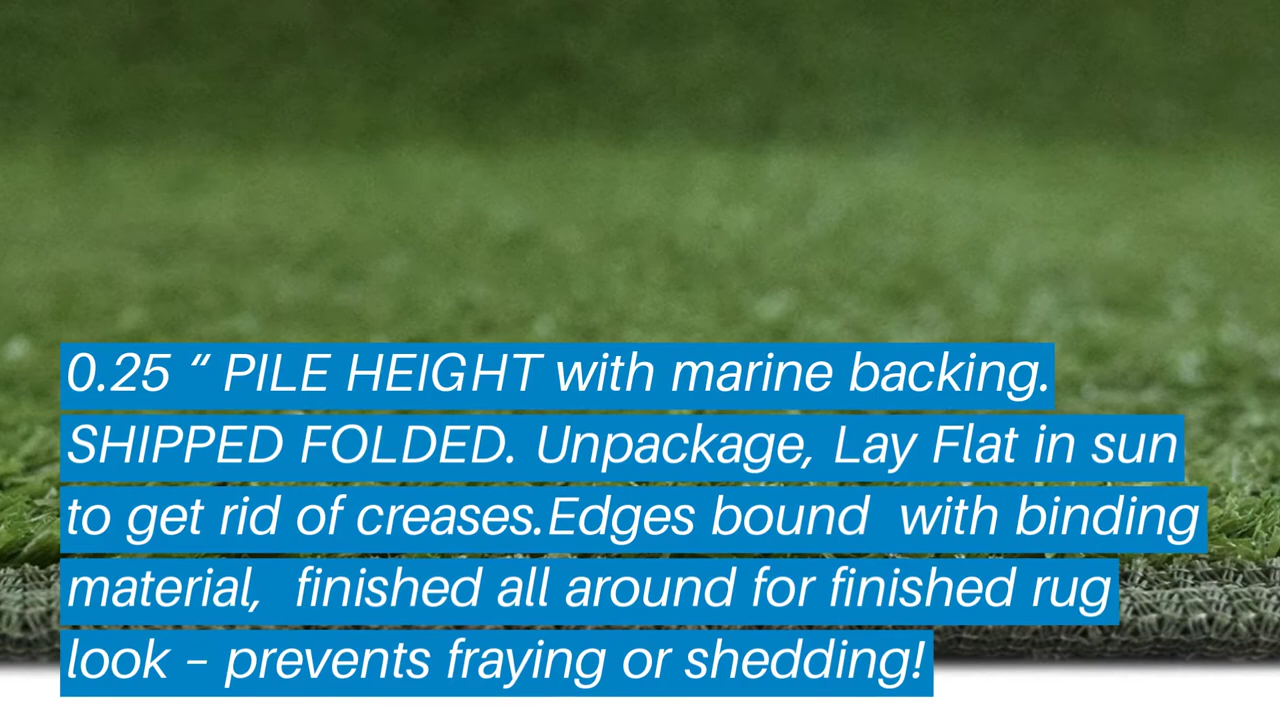 0.25 “ PILE HEIGHT with marine backing.
SHIPPED FOLDED. Unpackage, Lay Flat in sun
to get rid of creases.Edges bound  with binding
material,  finished all around for finished rug
look – prevents fraying or shedding!